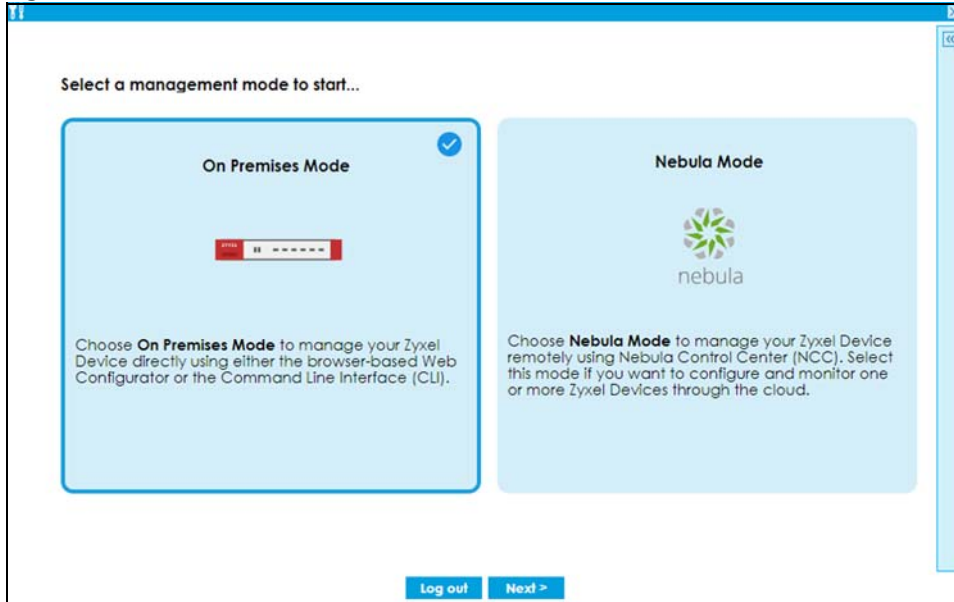 Select a management mode to start...
On Premises Mode
ZYXEL
Choose On Premises Mode to manage your Zyxel
Device directly using either the browser-based Web
Configurator or the Command Line Interface (CLI).
Nebula Mode
nebula
Choose Nebula Mode to manage your Zyxel Device
remotely using Nebula Control Center (NCC). Select
this mode if you want to configure and monitor one
or more Zyxel Devices through the cloud.
Log out
Next >